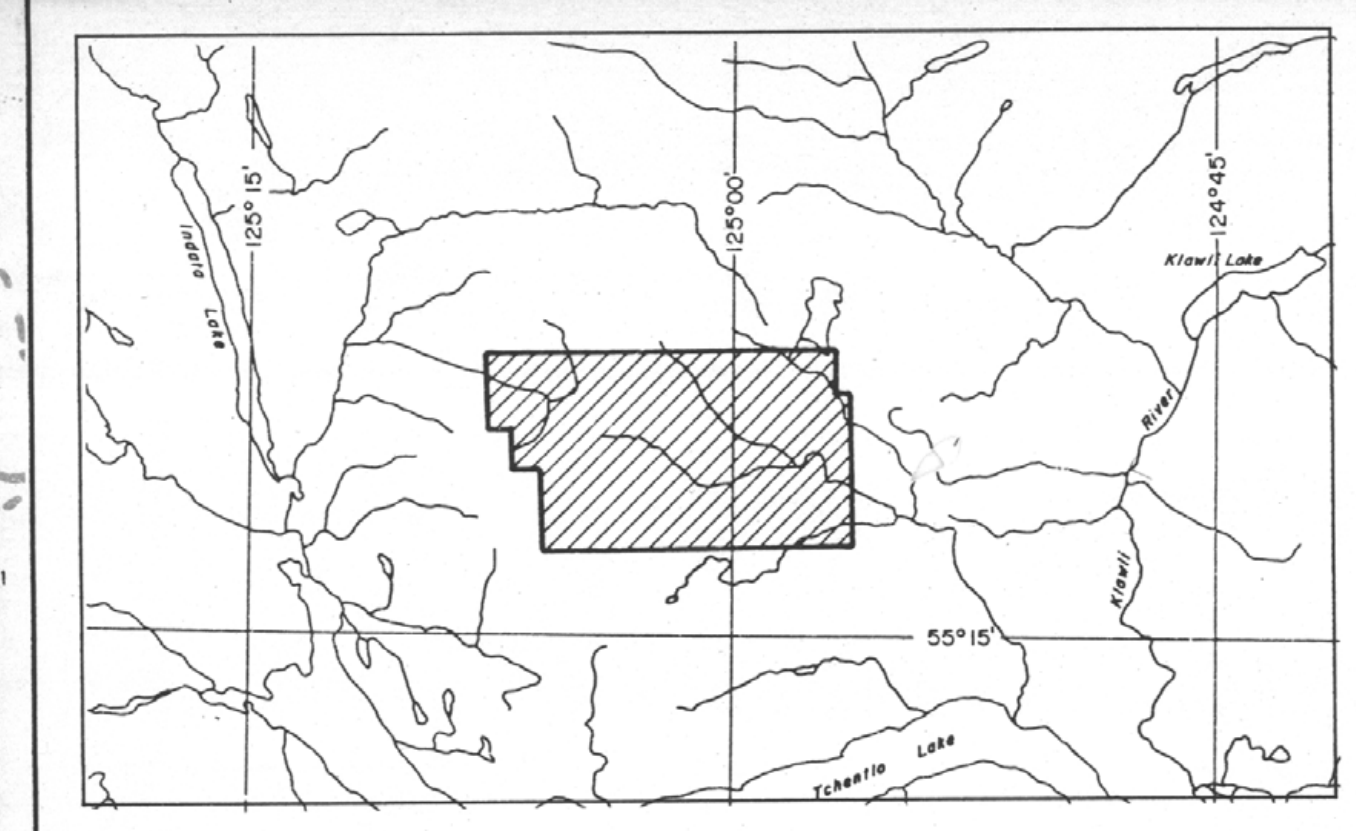 125° 15'
125°00'
124°45'
Indata Lake
Klawli Lake
River
Klawli
55°15'
Tchentlo Lake